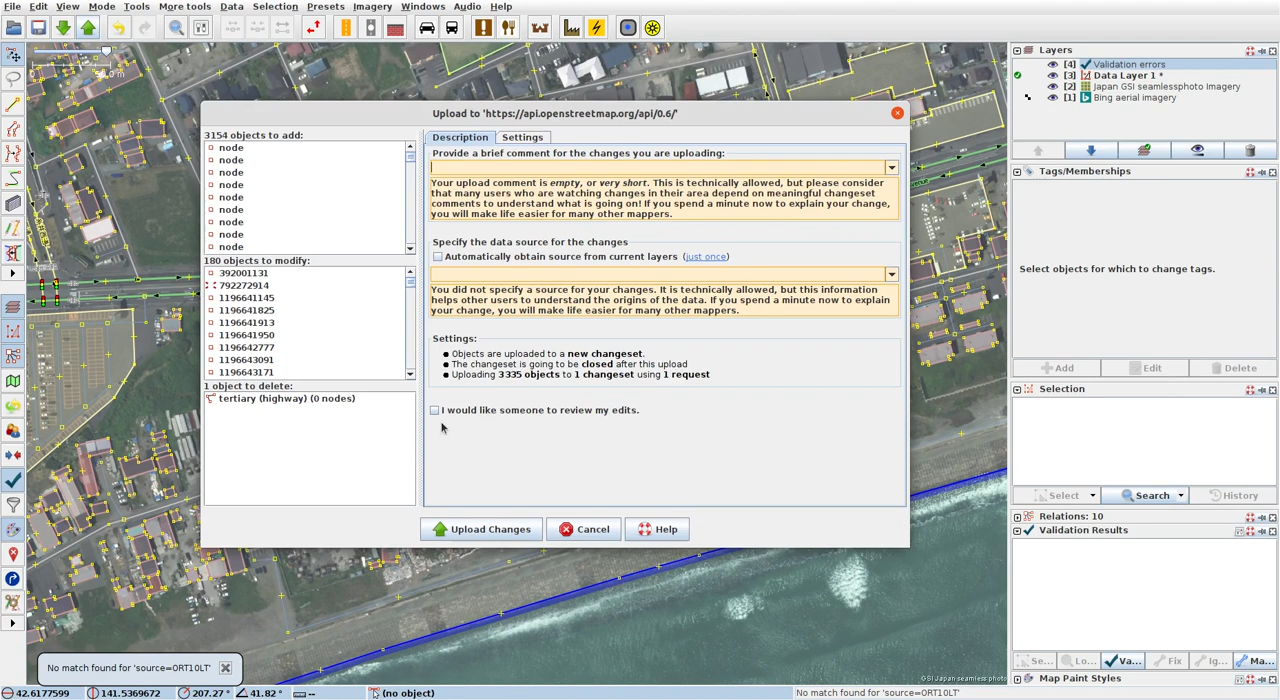 File Edit View Mode Tools More tools Data Selection Presets Imagery Windows Audio Help
Upload to 'https://api.openstreetmap.org/api/0.6/'
3154 objects to add:
node
node
node
node
node
node
node
node
node
180 objects to modify:
392001131
792272914
1196641145
1196641825
1196641913
1196641950
1196642777
1196643091
1196643171
1 object to delete:
tertiary (highway) (0 nodes)
Description Settings
Provide a brief comment for the changes you are uploading:
Your upload comment is empty, or very short. This is technically allowed, but please consider
that many users who are watching changes in their area depend on meaningful changeset
comments to understand what is going on! If you spend a minute now to explain your change,
you will make life easier for many other mappers.
Specify the data source for the changes
Automatically obtain source from current layers (just once)
You did not specify a source for your changes. It is technically allowed, but this information
helps other users to understand the origins of the data. If you spend a minute now to explain
your change, you will make life easier for many other mappers.
Settings:
Objects are uploaded to a new changeset.
The changeset is going to be closed after this upload
Uploading 3335 objects to 1 changeset using 1 request
I would like someone to review my edits.
Upload Changes Cancel Help
Layers
[4] Validation errors
[3] Data Layer 1 *
[2] Japan GSI seamlessphoto Imagery
[1] Bing aerial imagery
Tags/Memberships
Select objects for which to change tags.
Add Edit Delete
Selection
Select Search History
Relations: 10
Validation Results
Se... Lo... Va... Fix Ig... Ma...
Map Paint Styles
GSI Japan seamless photo
No match found for 'source=ORT10LT'
42.6177599 141.5369672 207.27° 41.82° -- (no object) No match found for 'source=ORT10LT'